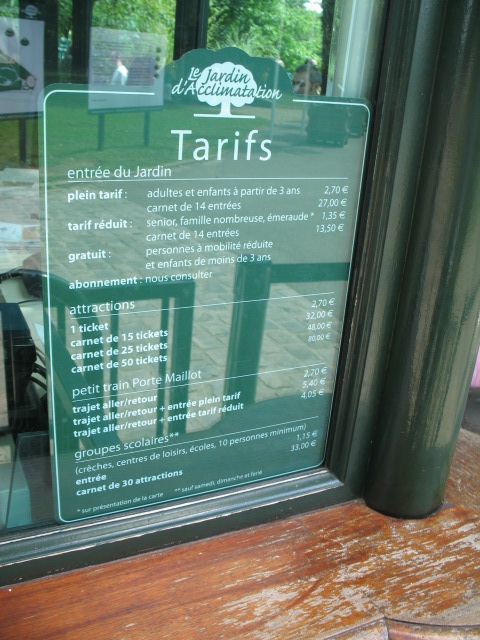 Le Jardin
d'Acclimatation
Tarifs
entrée du Jardin
plein tarif : adultes et enfants à partir de 3 ans 2,70 €
carnet de 14 entrées 27,00 €
tarif réduit : senior, famille nombreuse, émeraude * 1,35 €
carnet de 14 entrées 13,50 €
gratuit : personnes à mobilité réduite
et enfants de moins de 3 ans
abonnement : nous consulter
attractions
1 ticket 2,70 €
carnet de 15 tickets 32,00 €
carnet de 25 tickets 48,00 €
carnet de 50 tickets 80,00 €
petit train Porte Maillot
trajet aller/retour 2,70 €
trajet aller/retour + entrée plein tarif 5,40 €
trajet aller/retour + entrée tarif réduit 4,05 €
groupes scolaires**
(crèches, centres de loisirs, écoles, 10 personnes minimum)
entrée 1,15 €
carnet de 30 attractions 33,00 €
* sur présentation de la carte ** sauf samedi, dimanche et férié